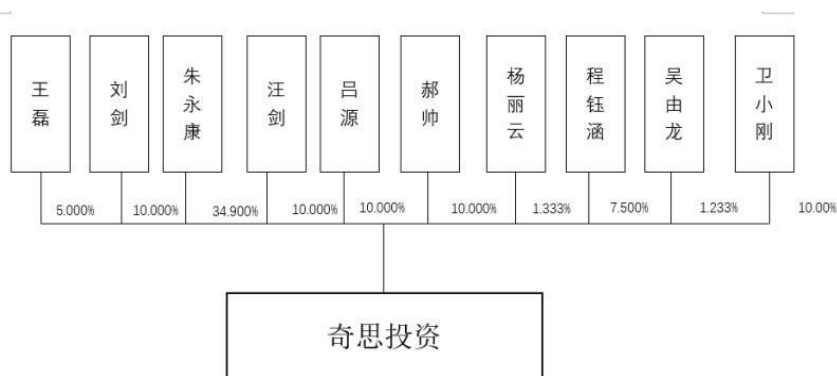 王磊
刘剑
朱永康
汪剑
吕源
郝帅
杨丽云
程钰涵
吴由龙
卫小刚
5.000% 10.000% 34.900% 10.000% 10.000% 10.000% 1.333% 7.500% 1.233% 10.00%
奇思投资